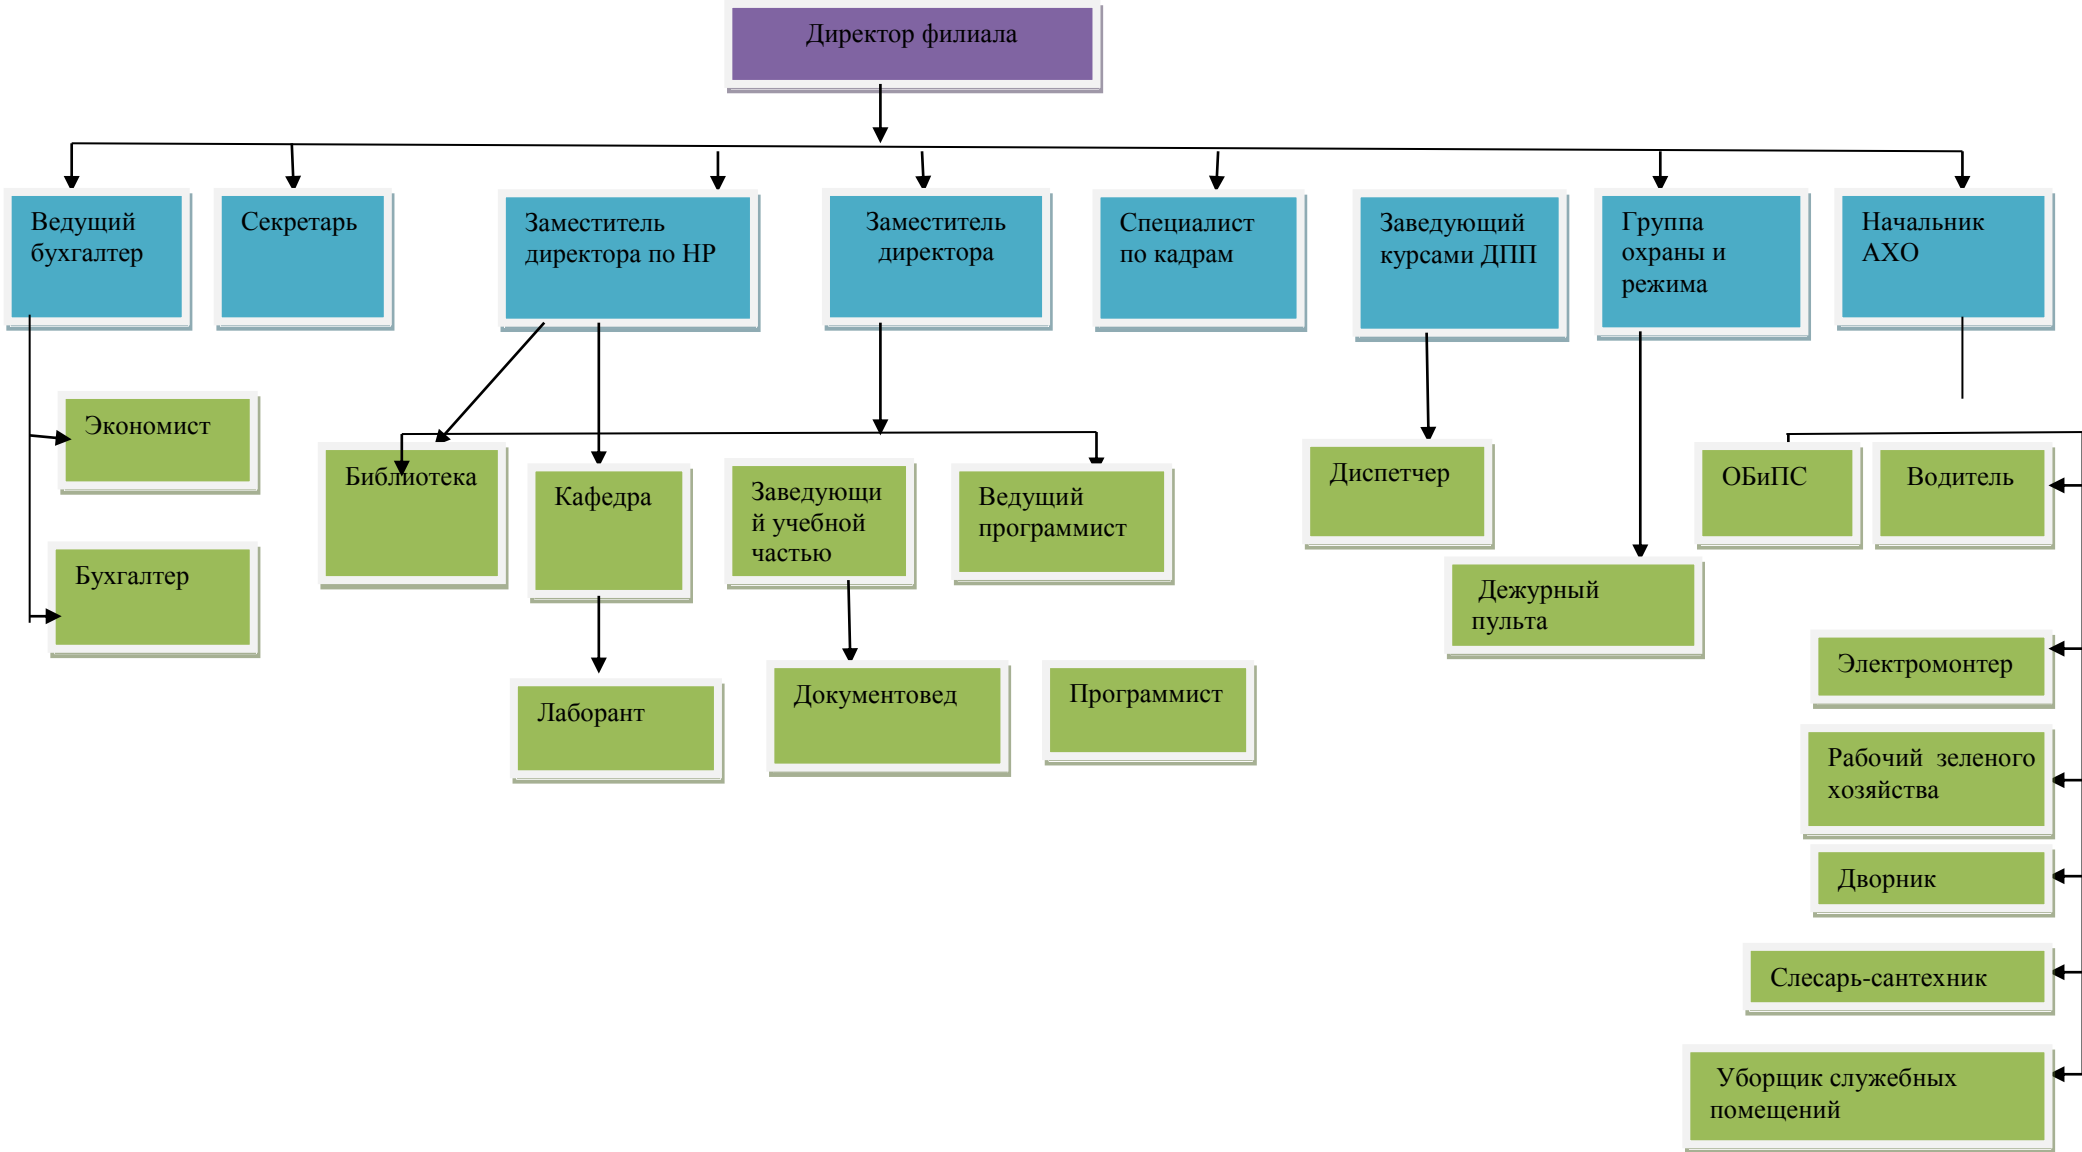 Директор филиала
Ведущий
бухгалтер
Секретарь
Заместитель
директора по НР
Заместитель
директора
Специалист
по кадрам
Заведующий
курсами ДПП
Группа
охраны и
режима
Начальник
АХО
Экономист
Библиотека
Кафедра
Заведующи
й учебной
частью
Ведущий
программист
Диспетчер
ОБиПС
Водитель
Бухгалтер
Дежурный
пульта
Лаборант
Документовед
Программист
Электромонтер
Рабочий зеленого
хозяйства
Дворник
Слесарь-сантехник
Уборщик служебных
помещений